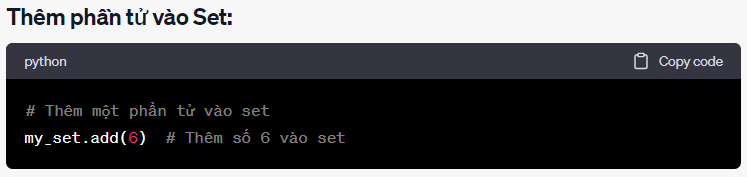 Thêm phần tử vào Set:
python
Copy code
# Thêm một phần tử vào set
my_set.add(6)  # Thêm số 6 vào set